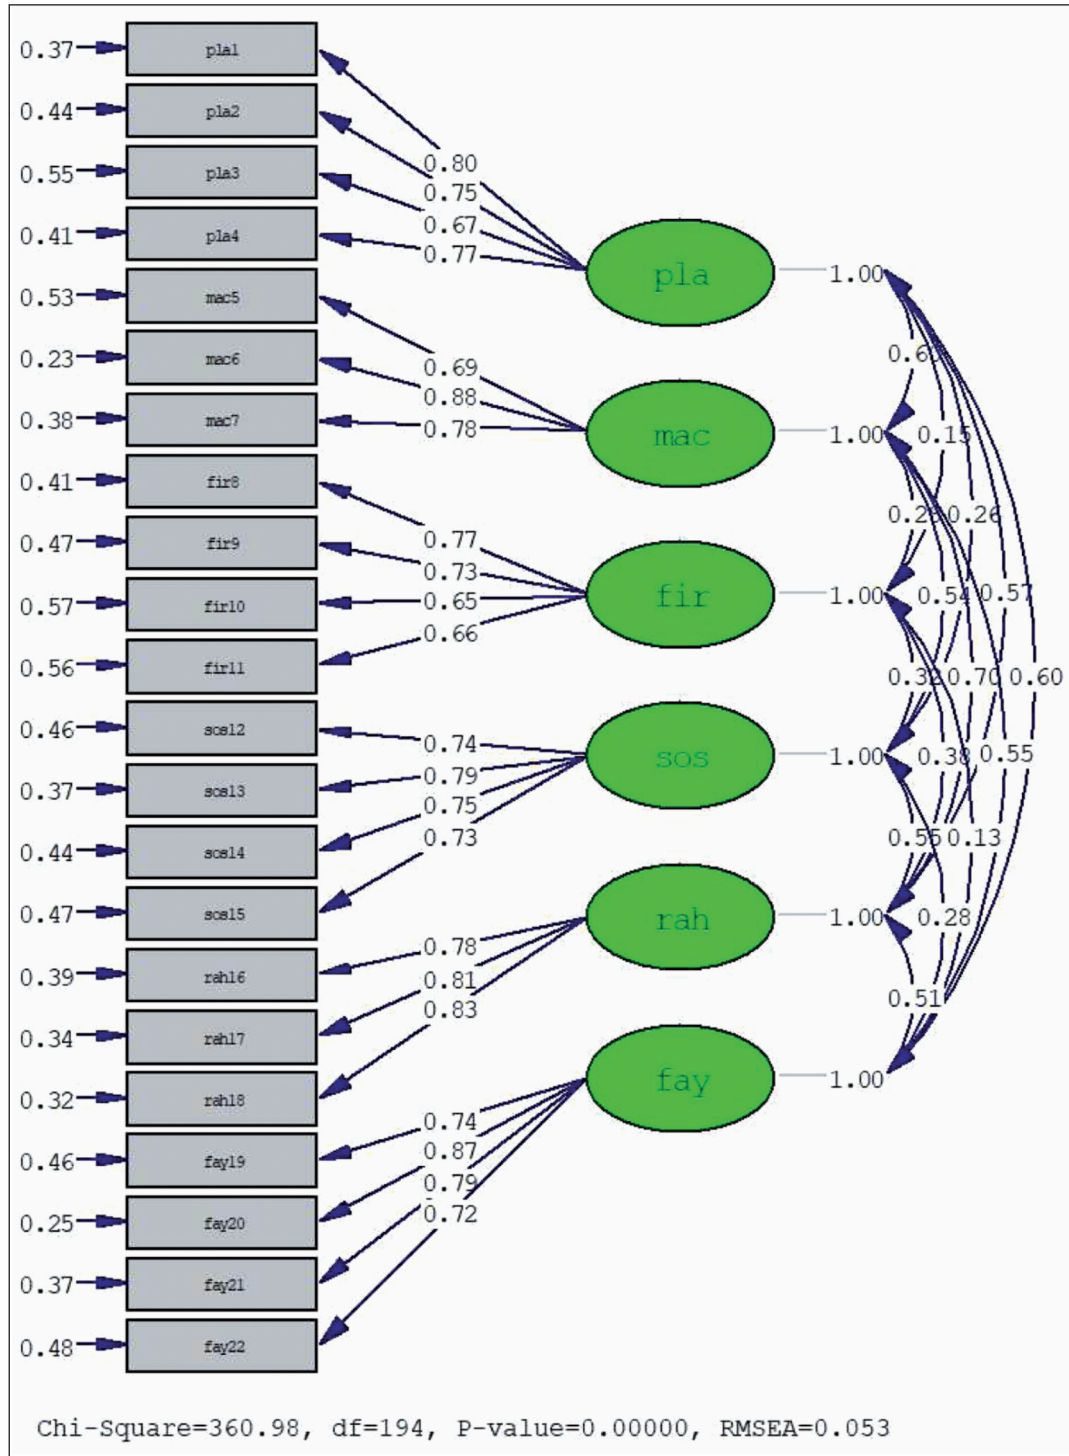 0.37 pla1
0.44 pla2
0.55 pla3
0.41 pla4
0.53 mac5
0.23 mac6
0.38 mac7
0.41 fir8
0.47 fir9
0.57 fir10
0.56 fir11
0.46 sos12
0.37 sos13
0.44 sos14
0.47 sos15
0.39 rah16
0.34 rah17
0.32 rah18
0.46 fay19
0.25 fay20
0.37 fay21
0.48 fay22
0.80
0.75
0.67
0.77
0.69
0.88
0.78
0.77
0.73
0.65
0.66
0.74
0.79
0.75
0.73
0.78
0.81
0.83
0.74
0.87
0.79
0.72
pla 1.00
mac 1.00
fir 1.00
sos 1.00
rah 1.00
fay 1.00
0.15
0.26
0.54 0.57
0.32 0.70 0.60
0.38 0.55
0.55 0.13
0.28
0.51
Chi-Square=360.98, df=194, P-value=0.00000, RMSEA=0.053